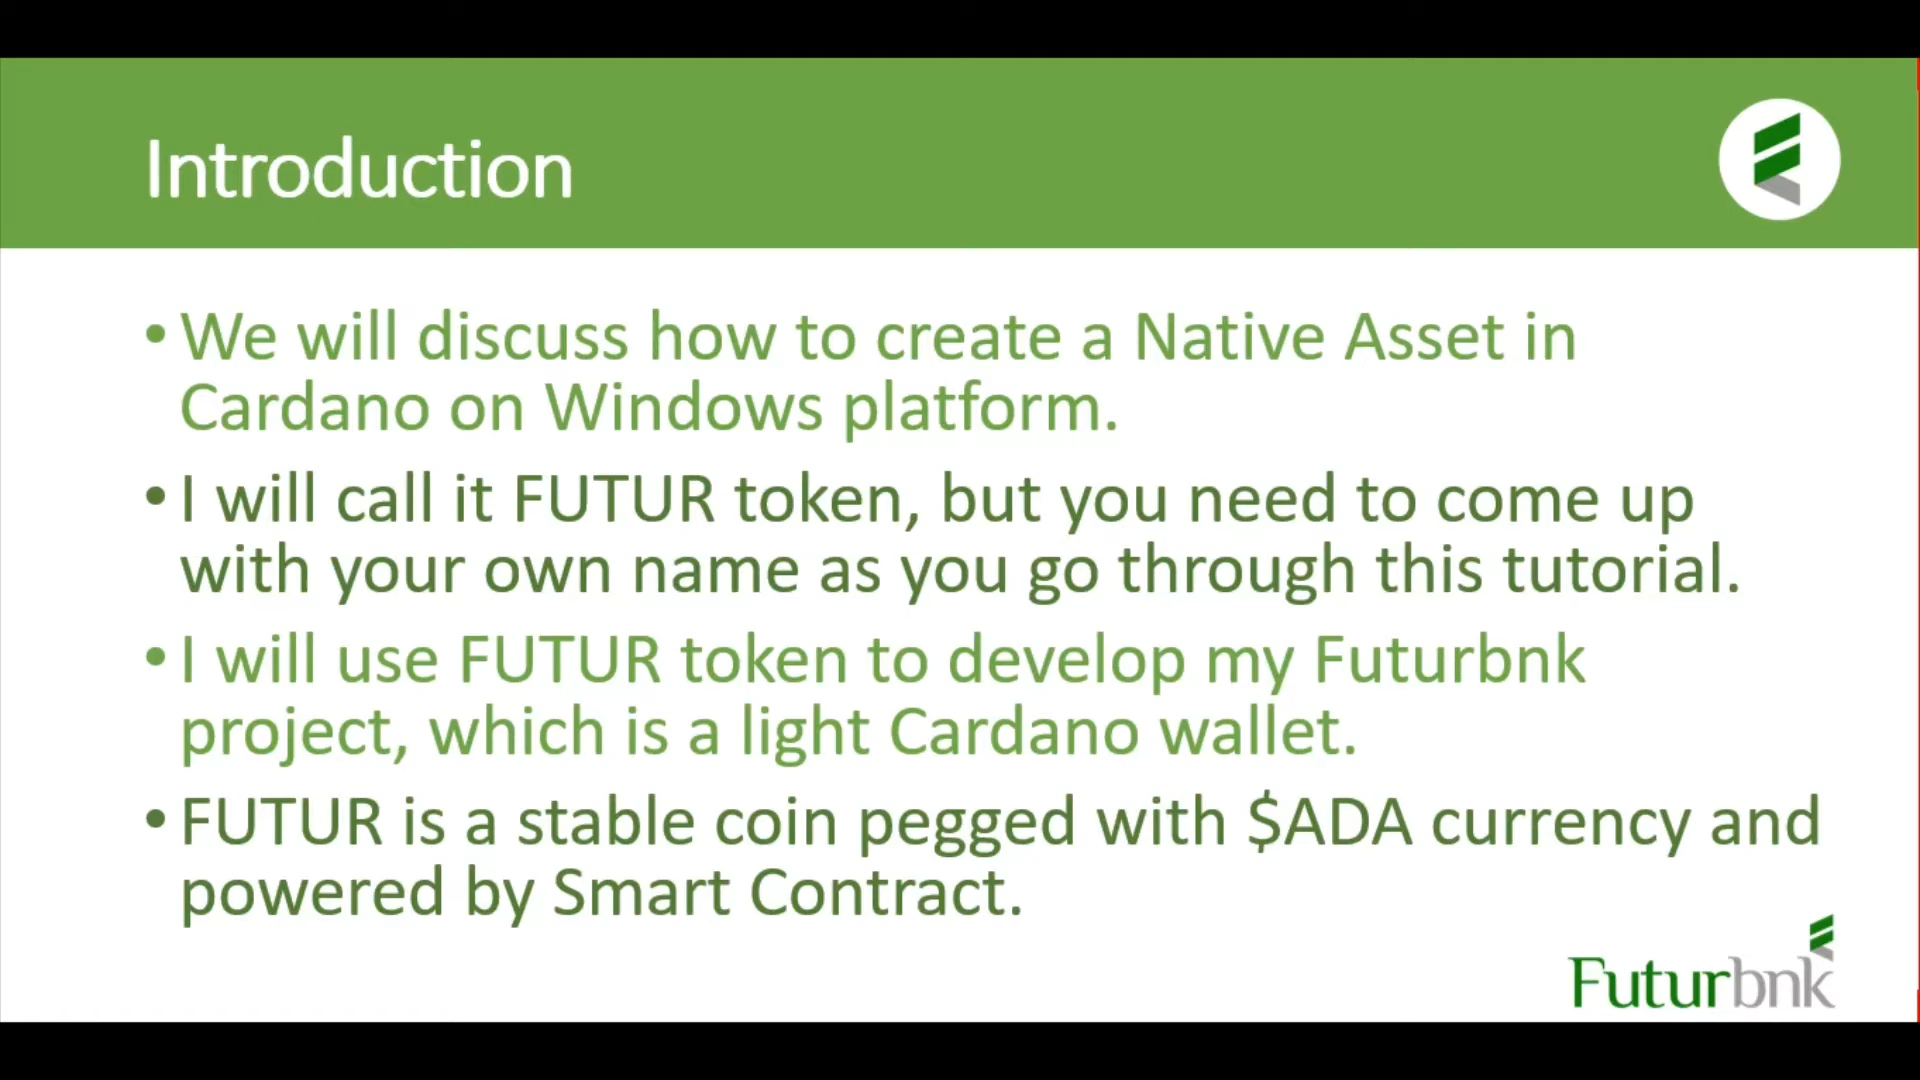 Introduction
• We will discuss how to create a Native Asset in
Cardano on Windows platform.
• I will call it FUTUR token, but you need to come up
with your own name as you go through this tutorial.
• I will use FUTUR token to develop my Futurbnk
project, which is a light Cardano wallet.
• FUTUR is a stable coin pegged with $ADA currency and
powered by Smart Contract.
Futurbnk